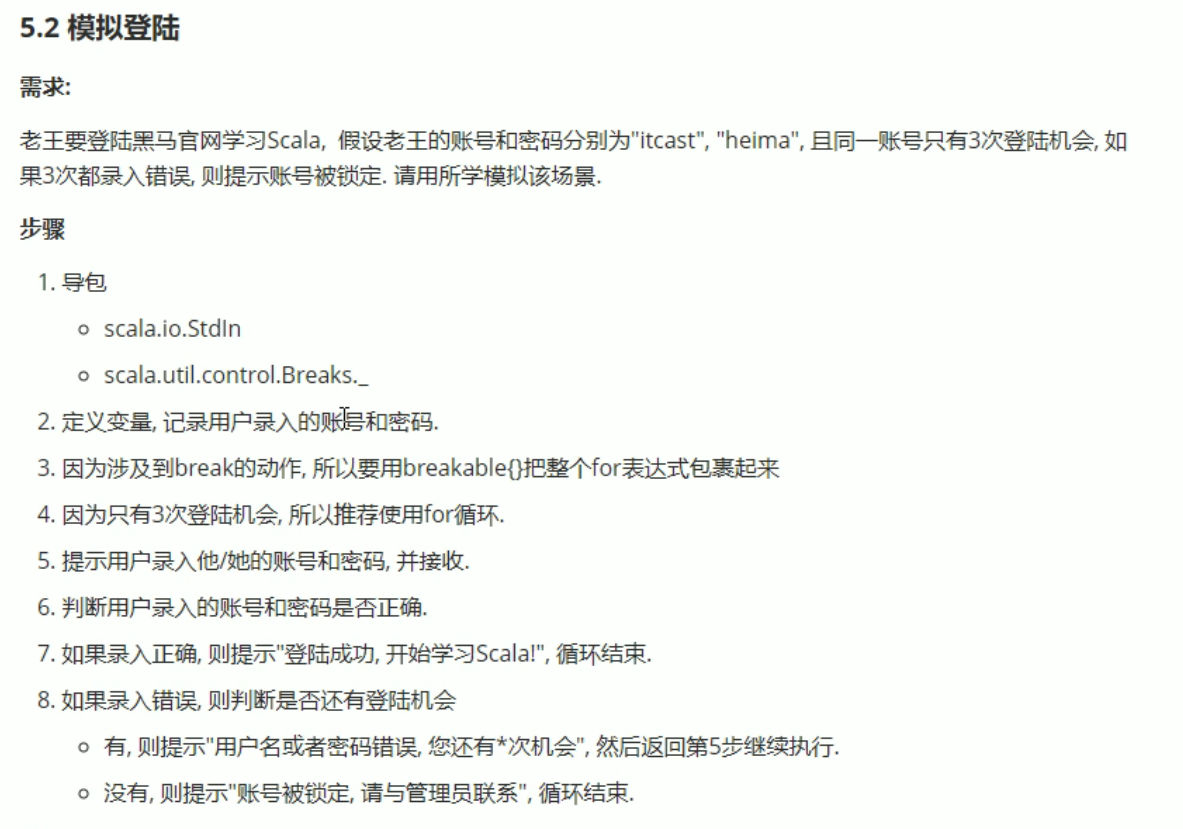 5.2 模拟登陆
需求:
老王要登陆黑马官网学习Scala, 假设老王的账号和密码分别为"itcast", "heima", 且同一账号只有3次登陆机会, 如
果3次都录入错误, 则提示账号被锁定. 请用所学模拟该场景.
步骤
1. 导包
○ scala.io.StdIn
○ scala.util.control.Breaks._
2. 定义变量, 记录用户录入的账号和密码.
3. 因为涉及到break的动作, 所以要用breakable{}把整个for表达式包裹起来
4. 因为只有3次登陆机会, 所以推荐使用for循环.
5. 提示用户录入他/她的账号和密码, 并接收.
6. 判断用户录入的账号和密码是否正确.
7. 如果录入正确, 则提示"登陆成功, 开始学习Scala!", 循环结束.
8. 如果录入错误, 则判断是否还有登陆机会
○ 有, 则提示"用户名或者密码错误, 您还有*次机会", 然后返回第5步继续执行.
○ 没有, 则提示"账号被锁定, 请与管理员联系", 循环结束.